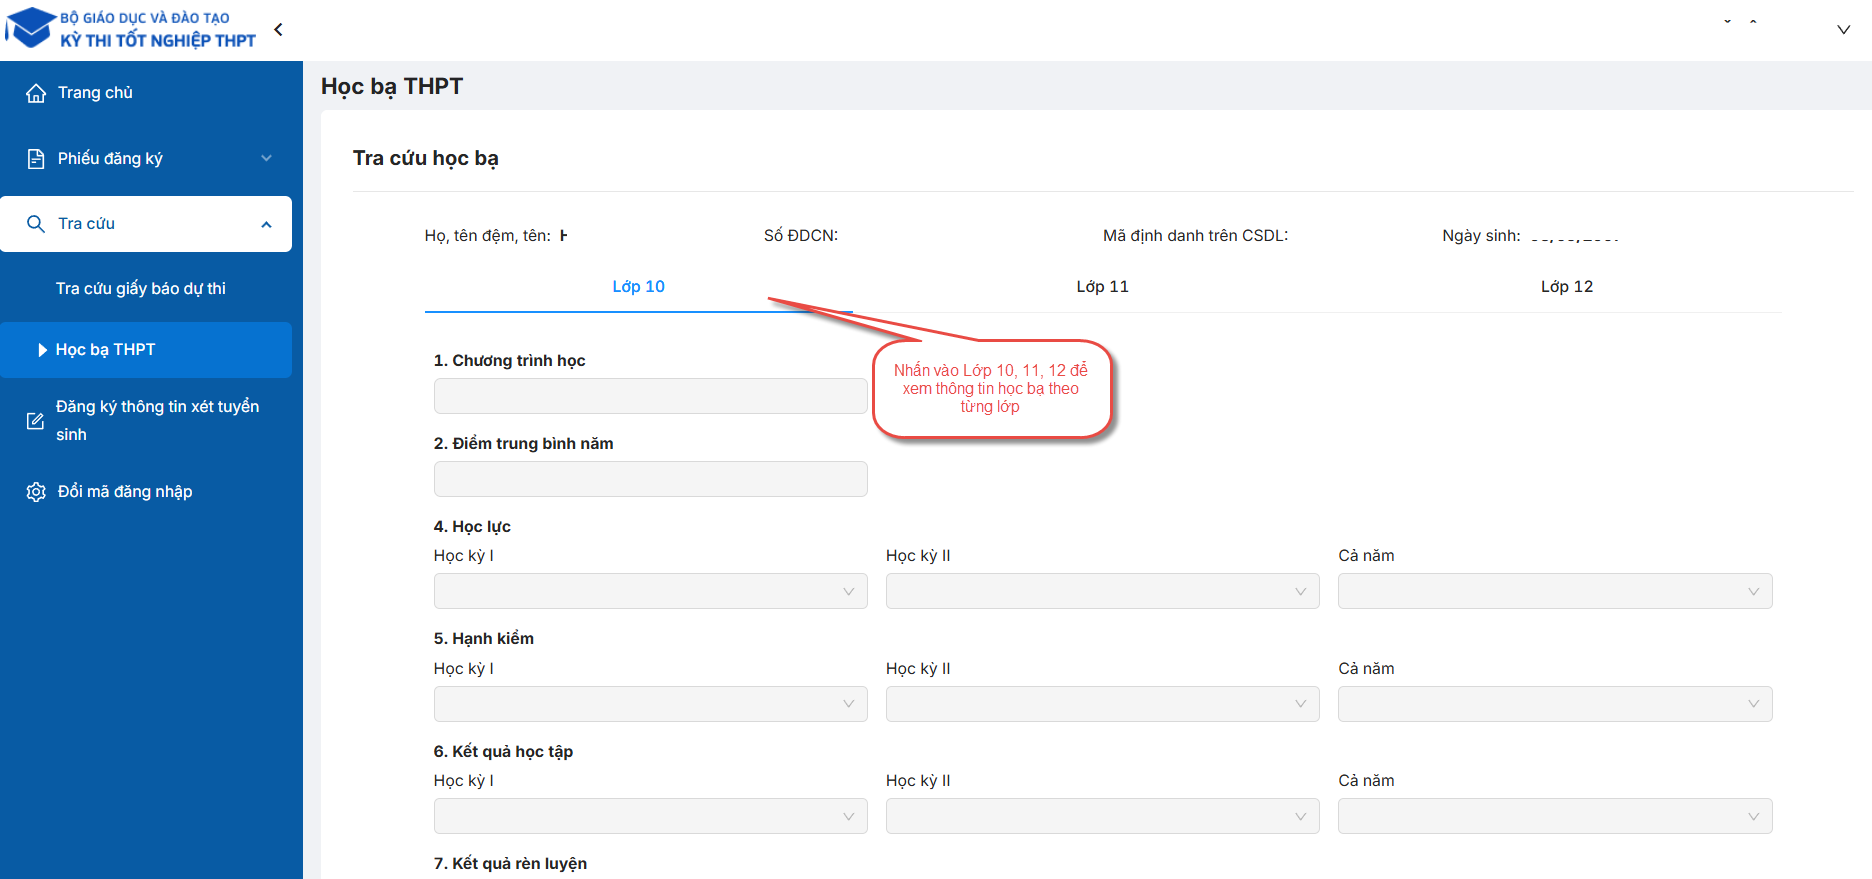 BỘ GIÁO DỤC VÀ ĐÀO TẠO
KỲ THI TỐT NGHIỆP THPT
Trang chủ
Phiếu đăng ký
Tra cứu
Tra cứu giấy báo dự thi
Học bạ THPT
Đăng ký thông tin xét tuyển
sinh
Đổi mã đăng nhập
Học bạ THPT
Tra cứu học bạ
Họ, tên đệm, tên: H
Số ĐDCN:
Mã định danh trên CSDL:
Ngày sinh:
Lớp 10
Lớp 11
Lớp 12
Nhấn vào Lớp 10, 11, 12 để
xem thông tin học bạ theo
từng lớp
1. Chương trình học
2. Điểm trung bình năm
4. Học lực
Học kỳ I
Học kỳ II
Cả năm
5. Hạnh kiểm
Học kỳ I
Học kỳ II
Cả năm
6. Kết quả học tập
Học kỳ I
Học kỳ II
Cả năm
7. Kết quả rèn luyện